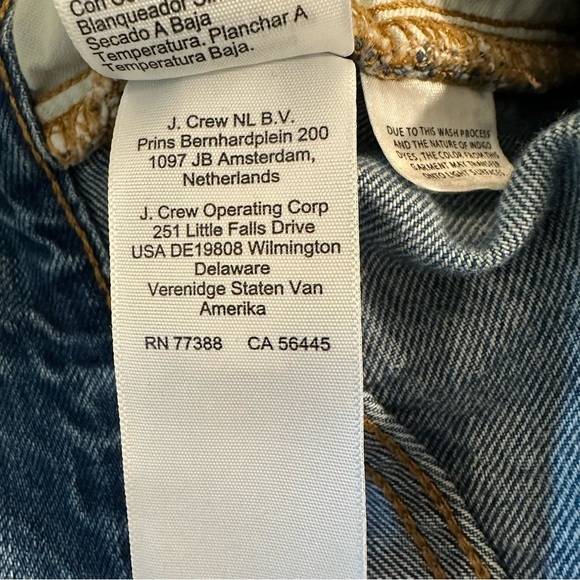 Blanqueador
Secado A Baja
Temperatura. Planchar A
Temperatura Baja.
J. Crew NL B.V.
Prins Bernhardplein 200
1097 JB Amsterdam,
Netherlands
J. Crew Operating Corp
251 Little Falls Drive
USA DE19808 Wilmington
Delaware
Verenidge Staten Van
Amerika
RN 77388 CA 56445
DUE TO THIS WASH PROCESS
AND THE NATURE OF INDIGO
DYES, THE COLOR FROM THIS
GARMENT MAY TRANSFER
ONTO LIGHT SURFACES